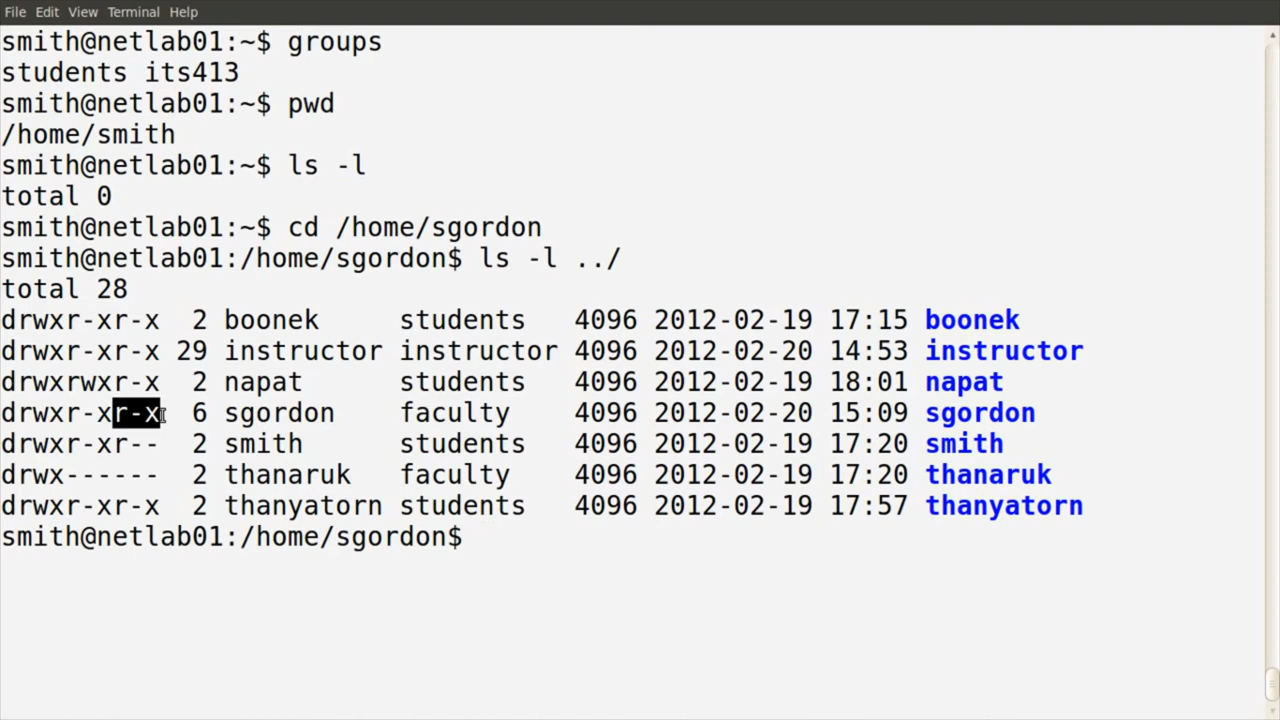 File Edit View Terminal Help
smith@netlab01:~$ groups
students its413
smith@netlab01:~$ pwd
/home/smith
smith@netlab01:~$ ls -l
total 0
smith@netlab01:~$ cd /home/sgordon
smith@netlab01:/home/sgordon$ ls -l ../
total 28
drwxr-xr-x  2 boonek     students   4096 2012-02-19 17:15 boonek
drwxr-xr-x 29 instructor instructor 4096 2012-02-20 14:53 instructor
drwxrwxr-x  2 napat      students   4096 2012-02-19 18:01 napat
drwxr-xr-x  6 sgordon    faculty    4096 2012-02-20 15:09 sgordon
drwxr-xr--  2 smith      students   4096 2012-02-19 17:20 smith
drwx------  2 thanaruk   faculty    4096 2012-02-19 17:20 thanaruk
drwxr-xr-x  2 thanyatorn students   4096 2012-02-19 17:57 thanyatorn
smith@netlab01:/home/sgordon$